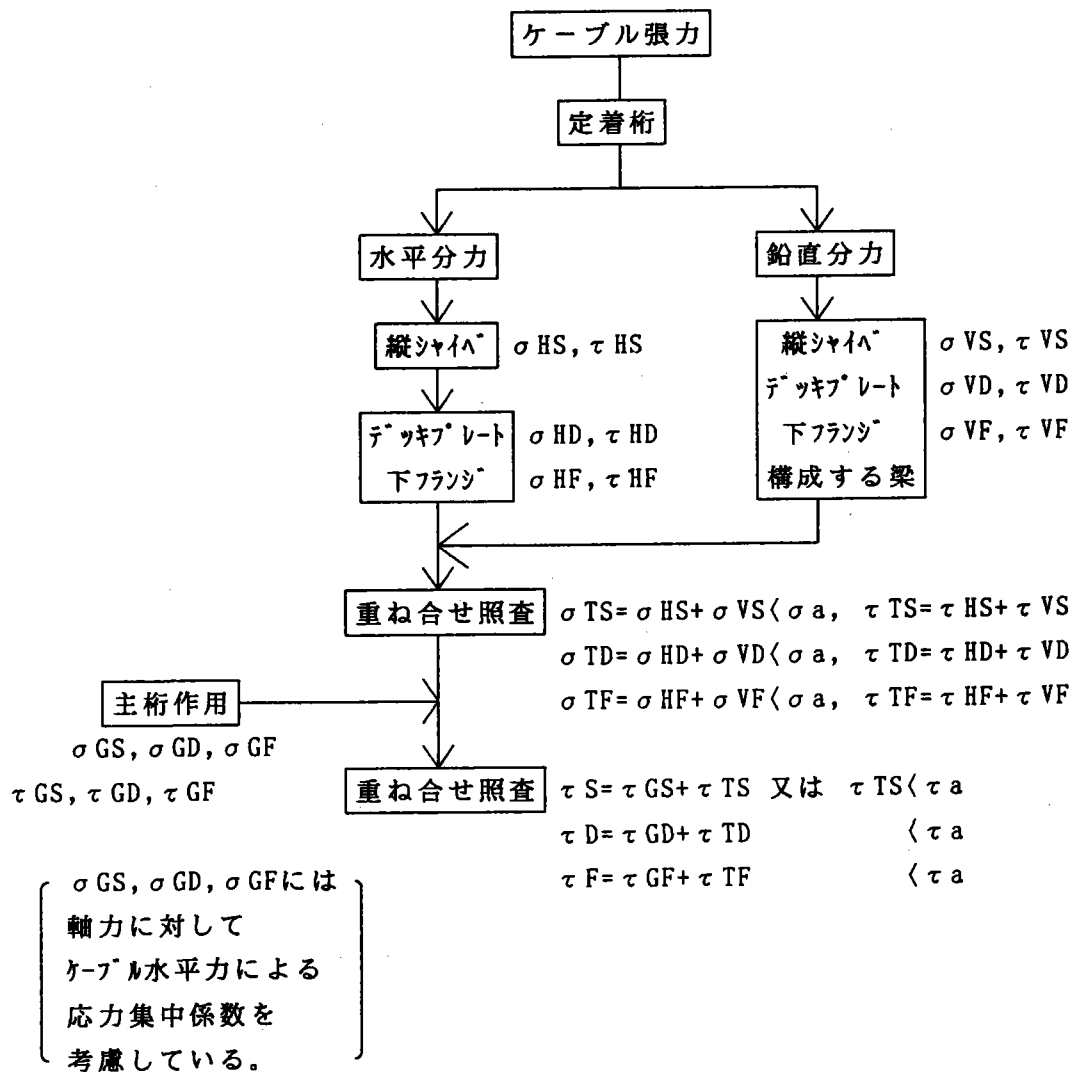 ケーブル張力
定着桁
水平分力
鉛直分力
縦シャイベ σHS, τHS
縦シャイベ σVS, τVS
デッキプレート σVD, τVD
下フランジ σVF, τVF
構成する梁
デッキプレート σHD, τHD
下フランジ σHF, τHF
重ね合せ照査 σTS=σHS+σVS<σa, τTS=τHS+τVS
σTD=σHD+σVD<σa, τTD=τHD+τVD
σTF=σHF+σVF<σa, τTF=τHF+τVF
主桁作用
σGS, σGD, σGF
τGS, τGD, τGF
重ね合せ照査 τS=τGS+τTS 又は τTS<τa
τD=τGD+τTD <τa
τF=τGF+τTF <τa
σGS, σGD, σGFには
軸力に対して
ケーブル水平力による
応力集中係数を
考慮している。